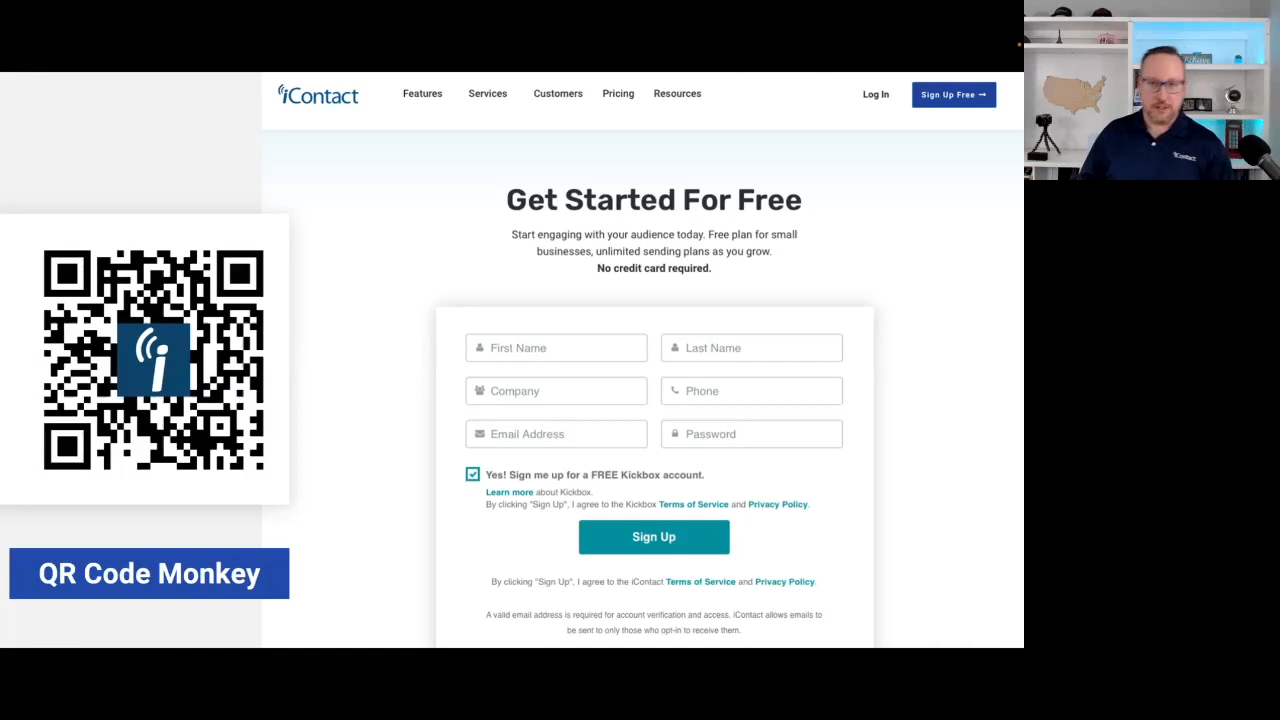 iContact
Features
Services
Customers
Pricing
Resources
Log In
Sign Up Free →
Get Started For Free
Start engaging with your audience today. Free plan for small
businesses, unlimited sending plans as you grow.
No credit card required.
First Name
Last Name
Company
Phone
Email Address
Password
Yes! Sign me up for a FREE Kickbox account.
Learn more about Kickbox.
By clicking "Sign Up", I agree to the Kickbox Terms of Service and Privacy Policy.
Sign Up
By clicking "Sign Up", I agree to the iContact Terms of Service and Privacy Policy.
A valid email address is required for account verification and access. iContact allows emails to
be sent to only those who opt-in to receive them.
QR Code Monkey
iContact